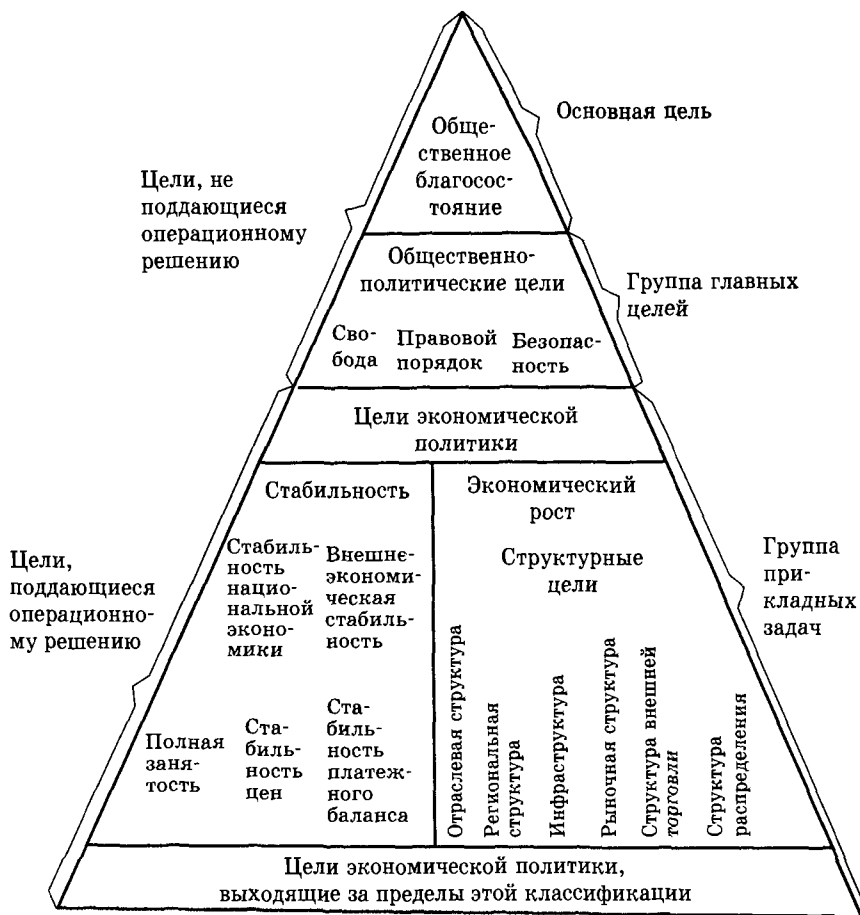 Основная цель
Обще-
ственное
благосос-
тояние
Цели, не
поддающиеся
операционному
решению
Общественно-
политические цели
Группа главных
целей
Сво-
бода
Правовой
порядок
Безопас-
ность
Цели экономической
политики
Стабильность
Экономический
рост
Цели,
поддающиеся
операционно-
му решению
Стабиль-
ность
нацио-
нальной
эконо-
мики
Внешне-
экономи-
ческая
стабиль-
ность
Структурные
цели
Группа
при-
кладных
задач
Полная
заня-
тость
Ста-
биль-
ность
цен
Ста-
биль-
ность
платеж-
ного
баланса
Отраслевая структура
Региональная
структура
Инфраструктура
Рыночная структура
Структура внешней
торговли
Структура
распределения
Цели экономической политики,
выходящие за пределы этой классификации